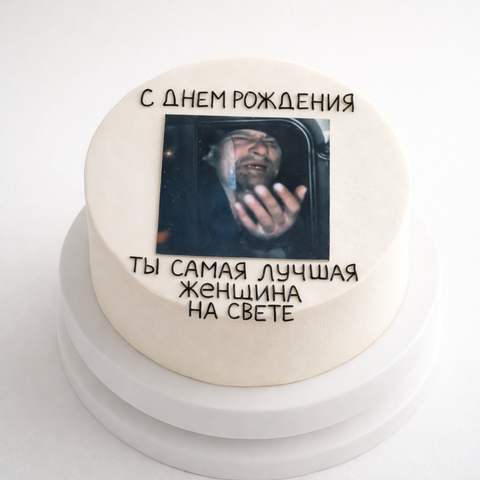 С ДНЕМ РОЖДЕНИЯ
ТЫ САМАЯ ЛУЧШАЯ
ЖЕНЩИНА
НА СВЕТЕ